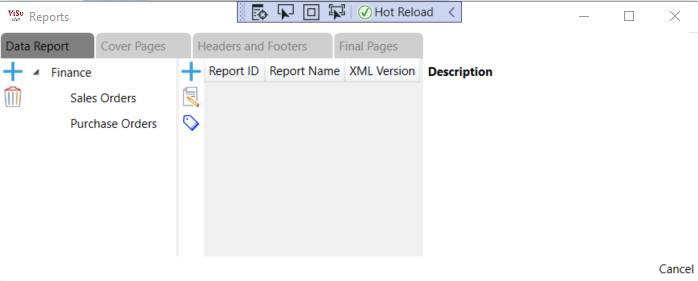 ViSu
Reports
Hot Reload
Data Report
Cover Pages
Headers and Footers
Final Pages
Finance
Sales Orders
Purchase Orders
Report ID
Report Name
XML Version
Description
Cancel